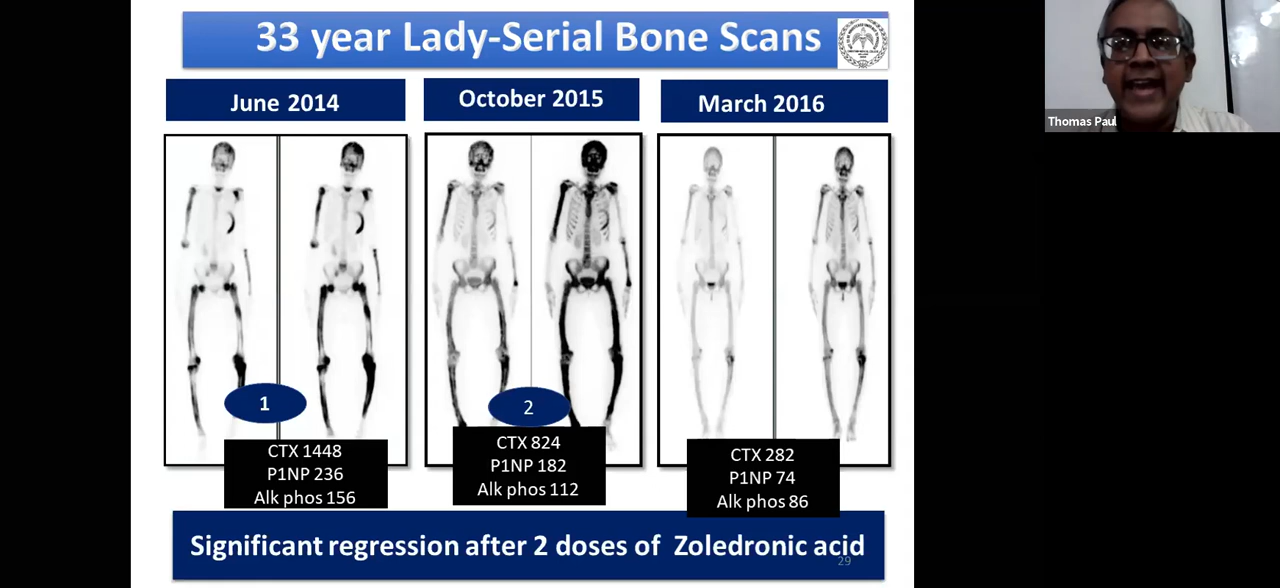 33 year Lady-Serial Bone Scans
June 2014
October 2015
March 2016
1
2
CTX 1448
P1NP 236
Alk phos 156
CTX 824
P1NP 182
Alk phos 112
CTX 282
P1NP 74
Alk phos 86
Significant regression after 2 doses of Zoledronic acid
29
Thomas Paul